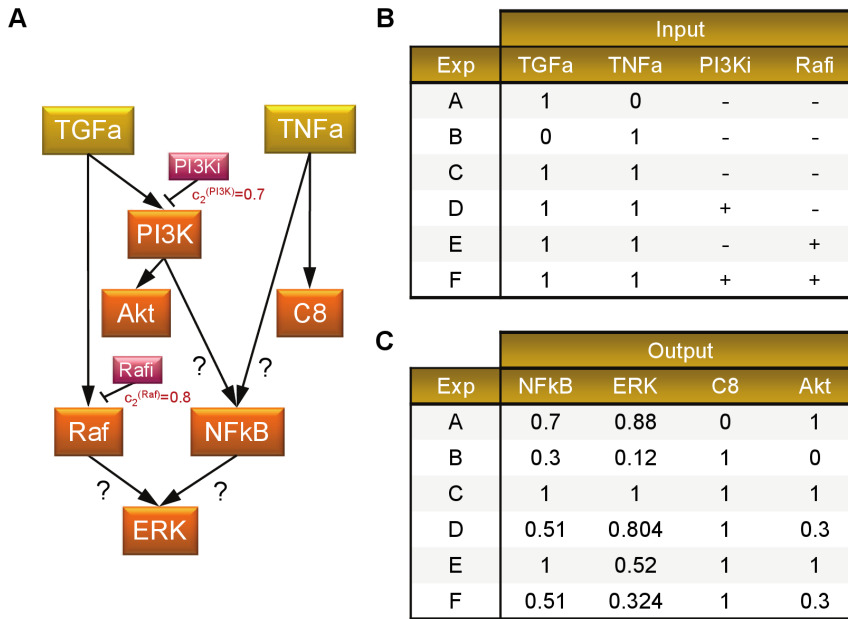 A
TGFa
TNFa
PI3Ki
c₂⁽ᴾᴵ³ᴷ⁾=0.7
PI3K
Akt
C8
?
?
Rafi
c₂⁽ᴿᵃᶠ⁾=0.8
Raf
NFkB
?
?
ERK
B
Input
Exp TGFa TNFa PI3Ki Rafi
A 1 0 - -
B 0 1 - -
C 1 1 - -
D 1 1 + -
E 1 1 - +
F 1 1 + +
C
Output
Exp NFkB ERK C8 Akt
A 0.7 0.88 0 1
B 0.3 0.12 1 0
C 1 1 1 1
D 0.51 0.804 1 0.3
E 1 0.52 1 1
F 0.51 0.324 1 0.3